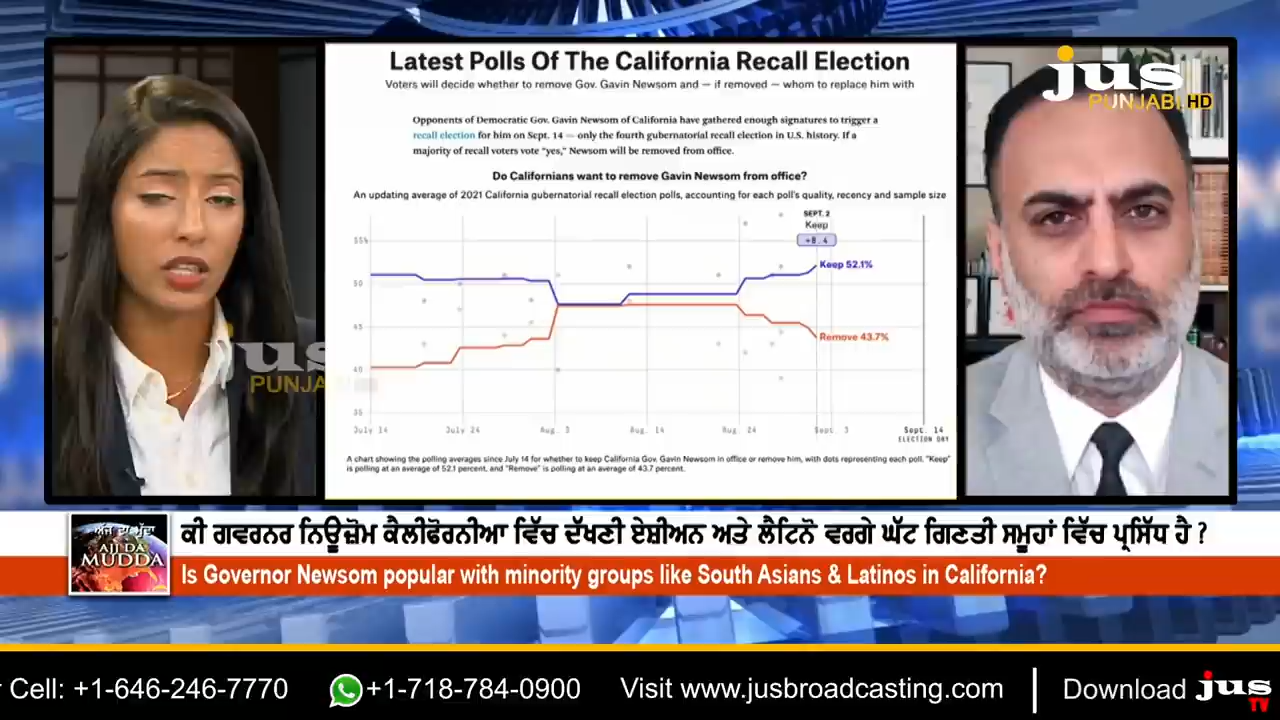 Latest Polls Of The California Recall Election
Voters will decide whether to remove Gov. Gavin Newsom and — if removed — whom to replace him with
Opponents of Democratic Gov. Gavin Newsom of California have gathered enough signatures to trigger a
recall election for him on Sept. 14 — only the fourth gubernatorial recall election in U.S. history. If a
majority of recall voters vote "yes," Newsom will be removed from office.
Do Californians want to remove Gavin Newsom from office?
An updating average of 2021 California gubernatorial recall election polls, accounting for each poll's quality, recency and sample size
SEPT. 2
Keep
+8.4
55%
Keep 52.1%
50
45
Remove 43.7%
40
35
July 14 July 24 Aug. 3 Aug. 14 Aug. 24 Sept. 3 Sept. 14
ELECTION DAY
A chart showing the polling averages since July 14 for whether to keep California Gov. Gavin Newsom in office or remove him, with dots representing each poll. "Keep"
is polling at an average of 52.1 percent, and "Remove" is polling at an average of 43.7 percent.
jus
PUNJABI.HD
jus
PUNJABI
ਅੱਜ ਦਾ ਮੁੱਦਾ
AJJ DA
MUDDA
ਕੀ ਗਵਰਨਰ ਨਿਊਜ਼ੋਮ ਕੈਲੀਫੋਰਨੀਆ ਵਿੱਚ ਦੱਖਣੀ ਏਸ਼ੀਅਨ ਅਤੇ ਲੈਟਿਨੋ ਵਰਗੇ ਘੱਟ ਗਿਣਤੀ ਸਮੂਹਾਂ ਵਿੱਚ ਪ੍ਰਸਿੱਧ ਹੈ ?
Is Governor Newsom popular with minority groups like South Asians & Latinos in California?
r Cell: +1-646-246-7770 +1-718-784-0900 Visit www.jusbroadcasting.com Download jus TV